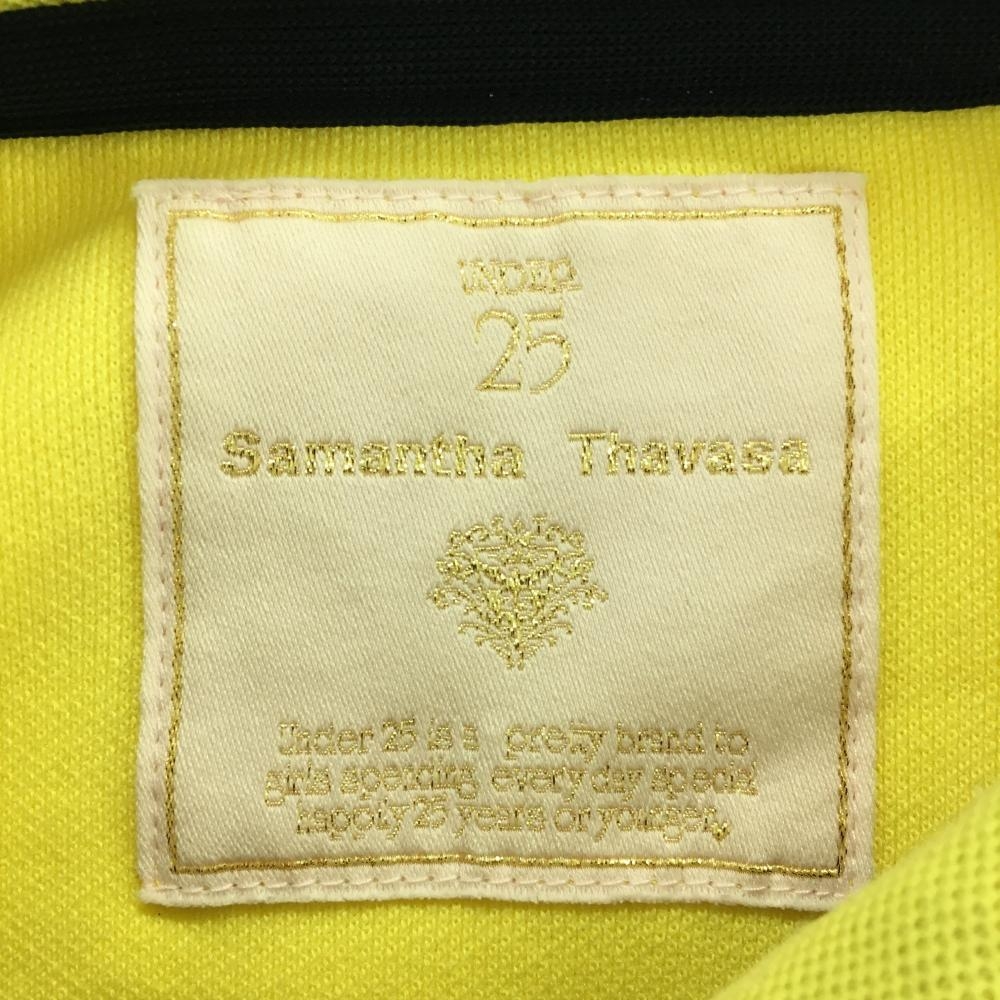 UNDER
25
Samantha Thavasa
Under 25 is a pretty brand to
girls spending every day special
happily 25 years or younger.